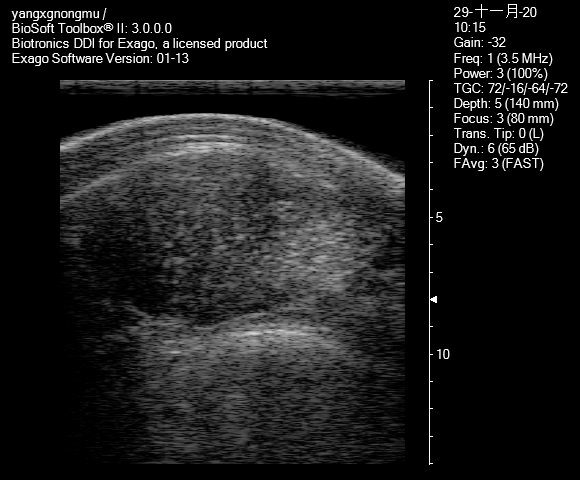 yangxgnongmu /
BioSoft Toolbox® II: 3.0.0.0
Biotronics DDI for Exago, a licensed product
Exago Software Version: 01-13
29-十一月-20
10:15
Gain: -32
Freq: 1 (3.5 MHz)
Power: 3 (100%)
TGC: 72/-16/-64/-72
Depth: 5 (140 mm)
Focus: 3 (80 mm)
Trans. Tip: 0 (L)
Dyn.: 6 (65 dB)
FAvg: 3 (FAST)
5
10